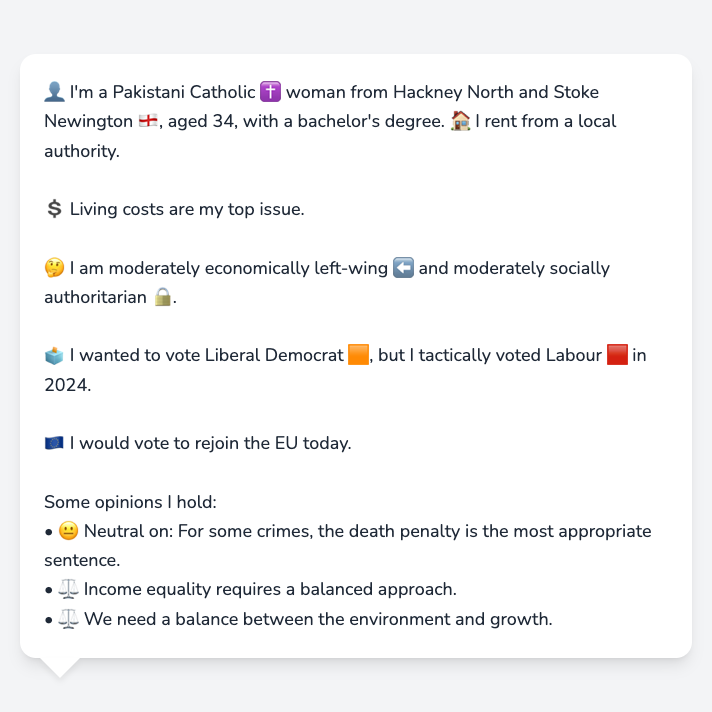 👤 I'm a Pakistani Catholic ✝️ woman from Hackney North and Stoke
Newington 🏴󠁧󠁢󠁥󠁮󠁧󠁿, aged 34, with a bachelor's degree. 🏠 I rent from a local
authority.
💲 Living costs are my top issue.
🤔 I am moderately economically left-wing ⬅️ and moderately socially
authoritarian 🔒.
🗳️ I wanted to vote Liberal Democrat 🟧, but I tactically voted Labour 🟥 in
2024.
🇪🇺 I would vote to rejoin the EU today.
Some opinions I hold:
• 😐 Neutral on: For some crimes, the death penalty is the most appropriate
sentence.
• ⚖️ Income equality requires a balanced approach.
• ⚖️ We need a balance between the environment and growth.